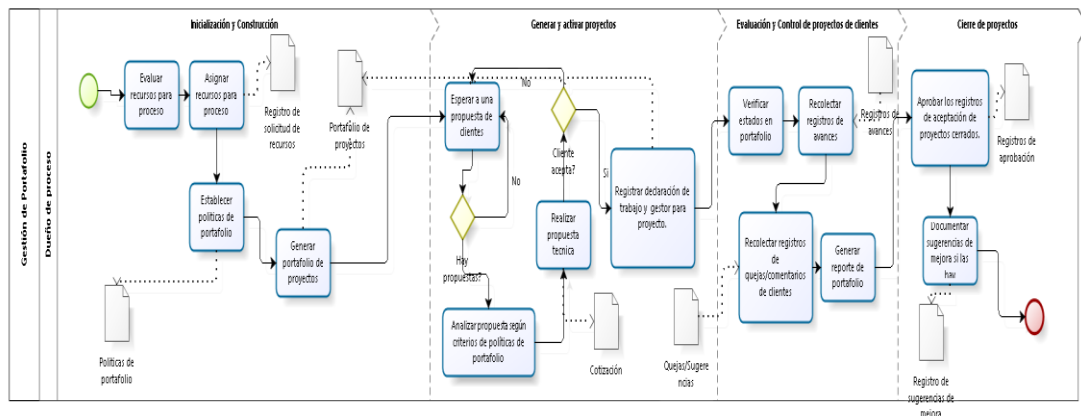 Gestión de Portafolio
Dueño de proceso
Inicialización y Construcción
Evaluar
recursos para
proceso
Asignar
recursos para
proceso
Registro de
solicitud de
recursos
Portafolio de
proyectos
Establecer
políticas de
portafolio
Generar
portafolio de
proyectos
Políticas de
portafolio
Generar y activar proyectos
No
Esperar a una
propuesta de
clientes
No
Cliente
acepta?
Si
Registrar declaración de
trabajo y gestor para
proyecto.
Realizar
propuesta
tecnica
Hay
propuestas?
Analizar propuesta según
criterios de políticas de
portafolio
Cotización
Evaluación y Control de proyectos de clientes
Verificar
estados en
portafolio
Recolectar
registros de
avances
Registros
de avances
Recolectar registros
de
quejas/comentarios
de clientes
Generar
reporte de
portafolio
Quejas/Suge
rencias
Cierre de proyectos
Aprobar los registros
de aceptación de
proyectos cerrados.
Registros de
aprobación
Documentar
sugerencias de
mejora si las
hay
Registro de
sugerencias de
mejora